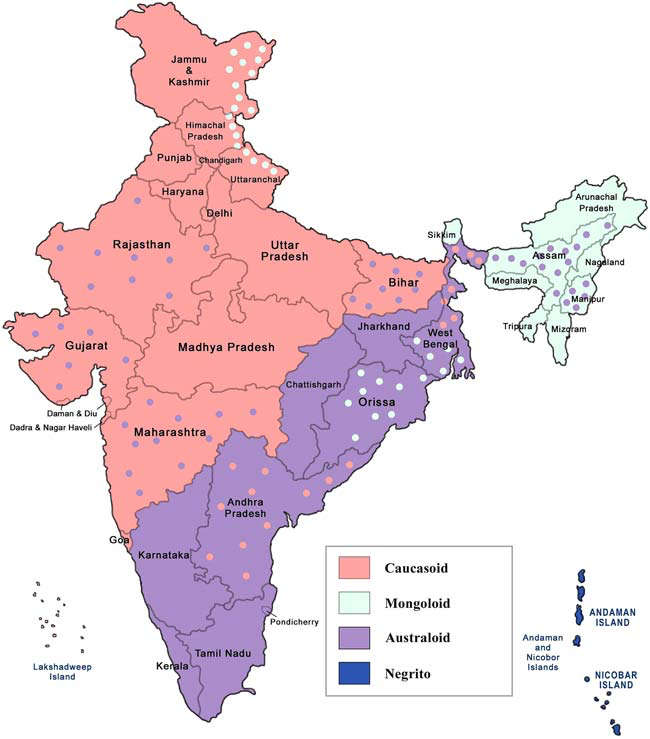 Jammu
&
Kashmir
Himachal
Pradesh
Punjab
Chandigarh
Uttaranchal
Haryana
Delhi
Rajasthan
Uttar
Pradesh
Sikkim
Arunachal
Pradesh
Assam
Nagaland
Meghalaya
Manipur
Tripura
Mizoram
Bihar
Gujarat
Madhya Pradesh
Jharkhand
West
Bengal
Chattishgarh
Orissa
Daman & Diu
Dadra & Nagar Haveli
Maharashtra
Andhra
Pradesh
Goa
Karnataka
Pondicherry
Tamil Nadu
Kerala
Lakshadweep
Island
Caucasoid
Mongoloid
Australoid
Negrito
ANDAMAN
ISLAND
Andaman
and
Nicobor
Islands
NICOBAR
ISLAND